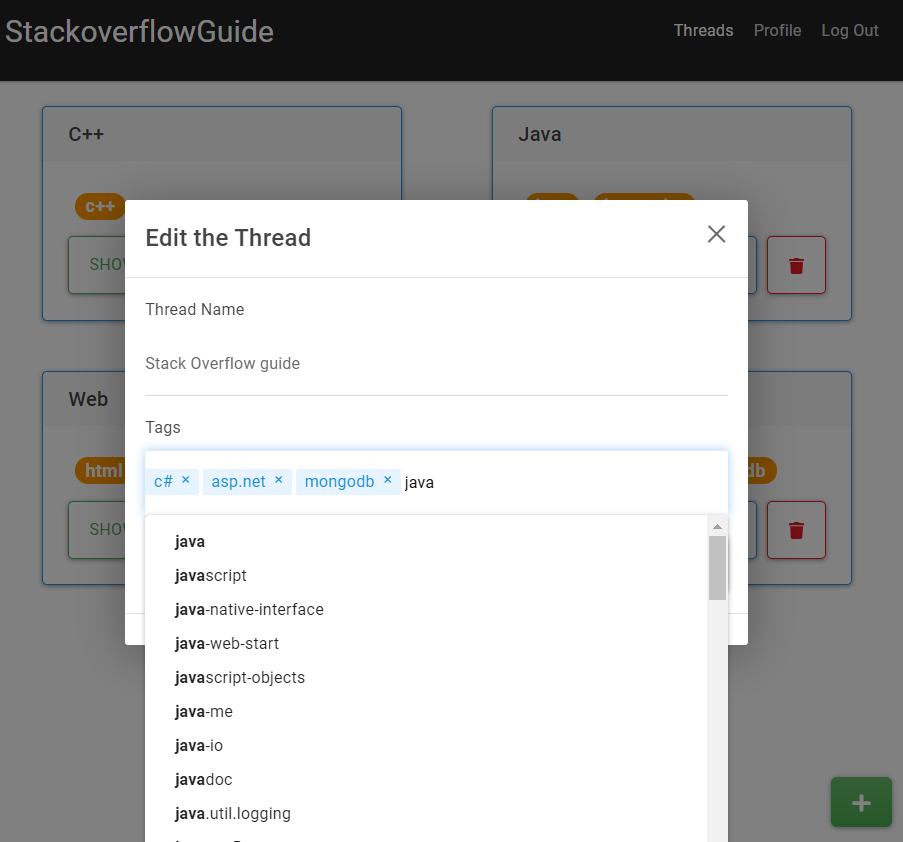 StackoverflowGuide
Threads Profile Log Out
C++
Java
c++
Edit the Thread
SHO
Thread Name
Stack Overflow guide
Web
Tags
html
db
c# × asp.net × mongodb × java
SHO
java
javascript
java-native-interface
java-web-start
javascript-objects
java-me
java-io
javadoc
java.util.logging